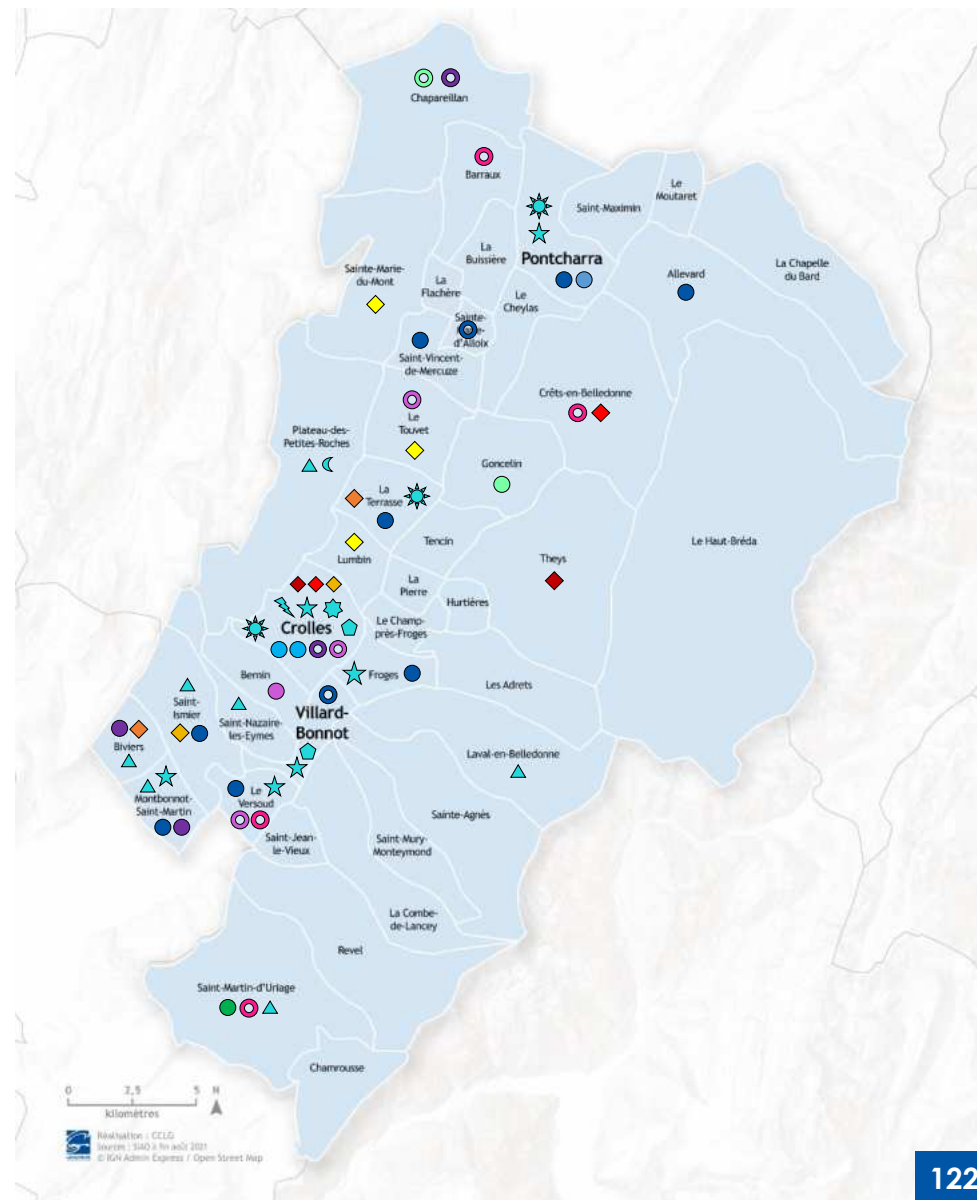 Chapareillan
Barraux
Le
Moutaret
Saint-Maximin
La
Buissière
Pontcharra
La Chapelle
du Bard
Allevard
Sainte-Marie-
du-Mont
La
Flachère
Le
Cheylas
Sainte-
d'Alloix
Saint-Vincent-
de-Mercuze
Crêts-en-Belledonne
Le
Touvet
Plateau-des-
Petites-Roches
Goncelin
La
Terrasse
Tencin
Le Haut-Bréda
Lumbin
Theys
La
Pierre
Hurtières
Crolles
Le Champ-
près-Froges
Bernin
Froges
Les Adrets
Saint-
Ismier
Saint-Nazaire-
les-Eymes
Villard-
Bonnot
Biviers
Laval-en-Belledonne
Le
Versoud
Montbonnot-
Saint-Martin
Sainte-Agnès
Saint-Jean-
le-Vieux
Saint-Mury-
Monteymond
La Combe-
de-Lancey
Revel
Saint-Martin-d'Uriage
Chamrousse
0 2,5 5 N
kilomètres
Réalisation : CCLG
Sources : SIAO à fin août 2021
© IGN Admin Express / Open Street Map
122